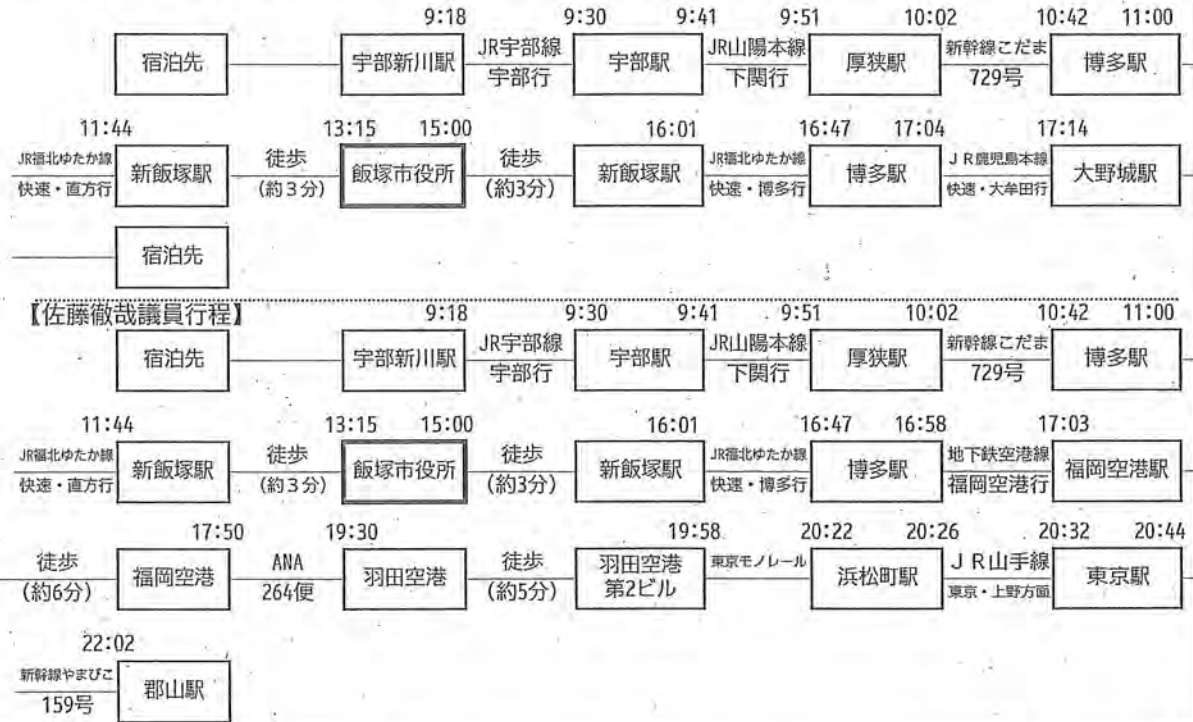 9:18 9:30 9:41 9:51 10:02 10:42 11:00
宿泊先 宇部新川駅 JR宇部線 宇部行 宇部駅 JR山陽本線 下関行 厚狭駅 新幹線こだま 729号 博多駅
11:44 13:15 15:00 16:01 16:47 17:04 17:14
JR福北ゆたか線 快速・直方行 新飯塚駅 徒歩 (約3分) 飯塚市役所 徒歩 (約3分) 新飯塚駅 JR福北ゆたか線 快速・博多行 博多駅 JR鹿児島本線 快速・大牟田行 大野城駅
宿泊先
【佐藤徹哉議員行程】
9:18 9:30 9:41 9:51 10:02 10:42 11:00
宿泊先 宇部新川駅 JR宇部線 宇部行 宇部駅 JR山陽本線 下関行 厚狭駅 新幹線こだま 729号 博多駅
11:44 13:15 15:00 16:01 16:47 16:58 17:03
JR福北ゆたか線 快速・直方行 新飯塚駅 徒歩 (約3分) 飯塚市役所 徒歩 (約3分) 新飯塚駅 JR福北ゆたか線 快速・博多行 博多駅 地下鉄空港線 福岡空港行 福岡空港駅
17:50 19:30 19:58 20:22 20:26 20:32 20:44
徒歩 (約6分) 福岡空港 ANA 264便 羽田空港 徒歩 (約5分) 羽田空港 第2ビル 東京モノレール 浜松町駅 JR山手線 東京・上野方面 東京駅
22:02
新幹線やまびこ 159号 郡山駅